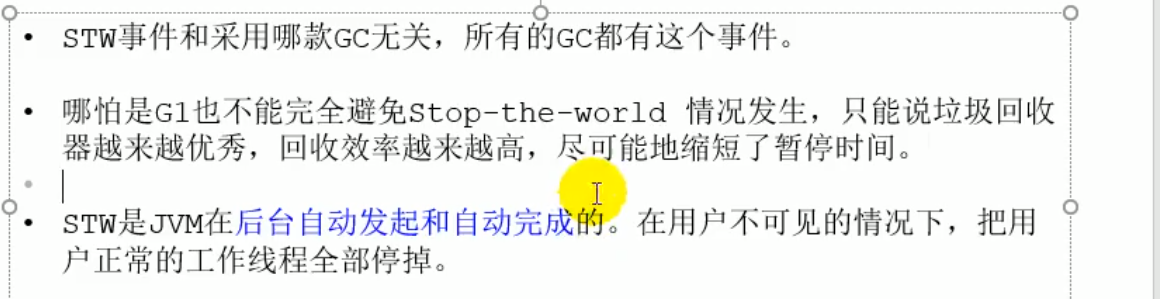 • STW事件和采用哪款GC无关，所有的GC都有这个事件。
• 哪怕是G1也不能完全避免Stop-the-world 情况发生，只能说垃圾回收
器越来越优秀，回收效率越来越高，尽可能地缩短了暂停时间。
• STW是JVM在后台自动发起和自动完成的。在用户不可见的情况下，把用
户正常的工作线程全部停掉。